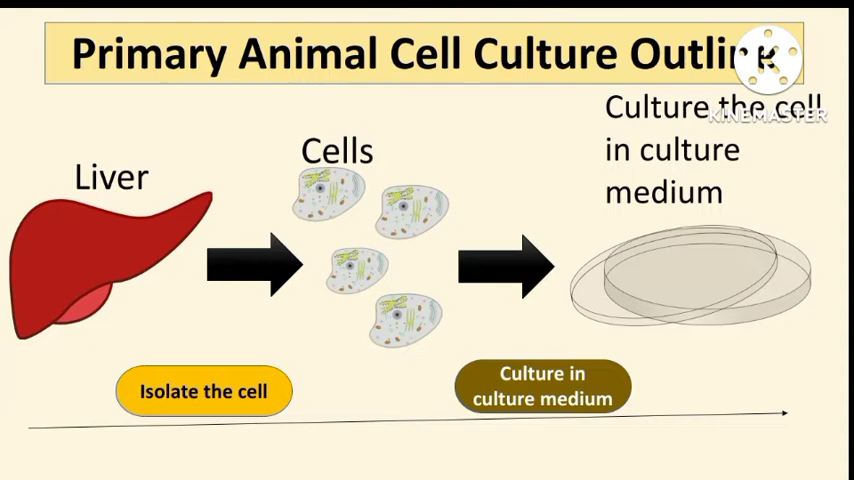 Primary Animal Cell Culture Outline
K
KINEMASTER
Culture the cell
in culture
medium
Cells
Liver
Isolate the cell
Culture in
culture medium